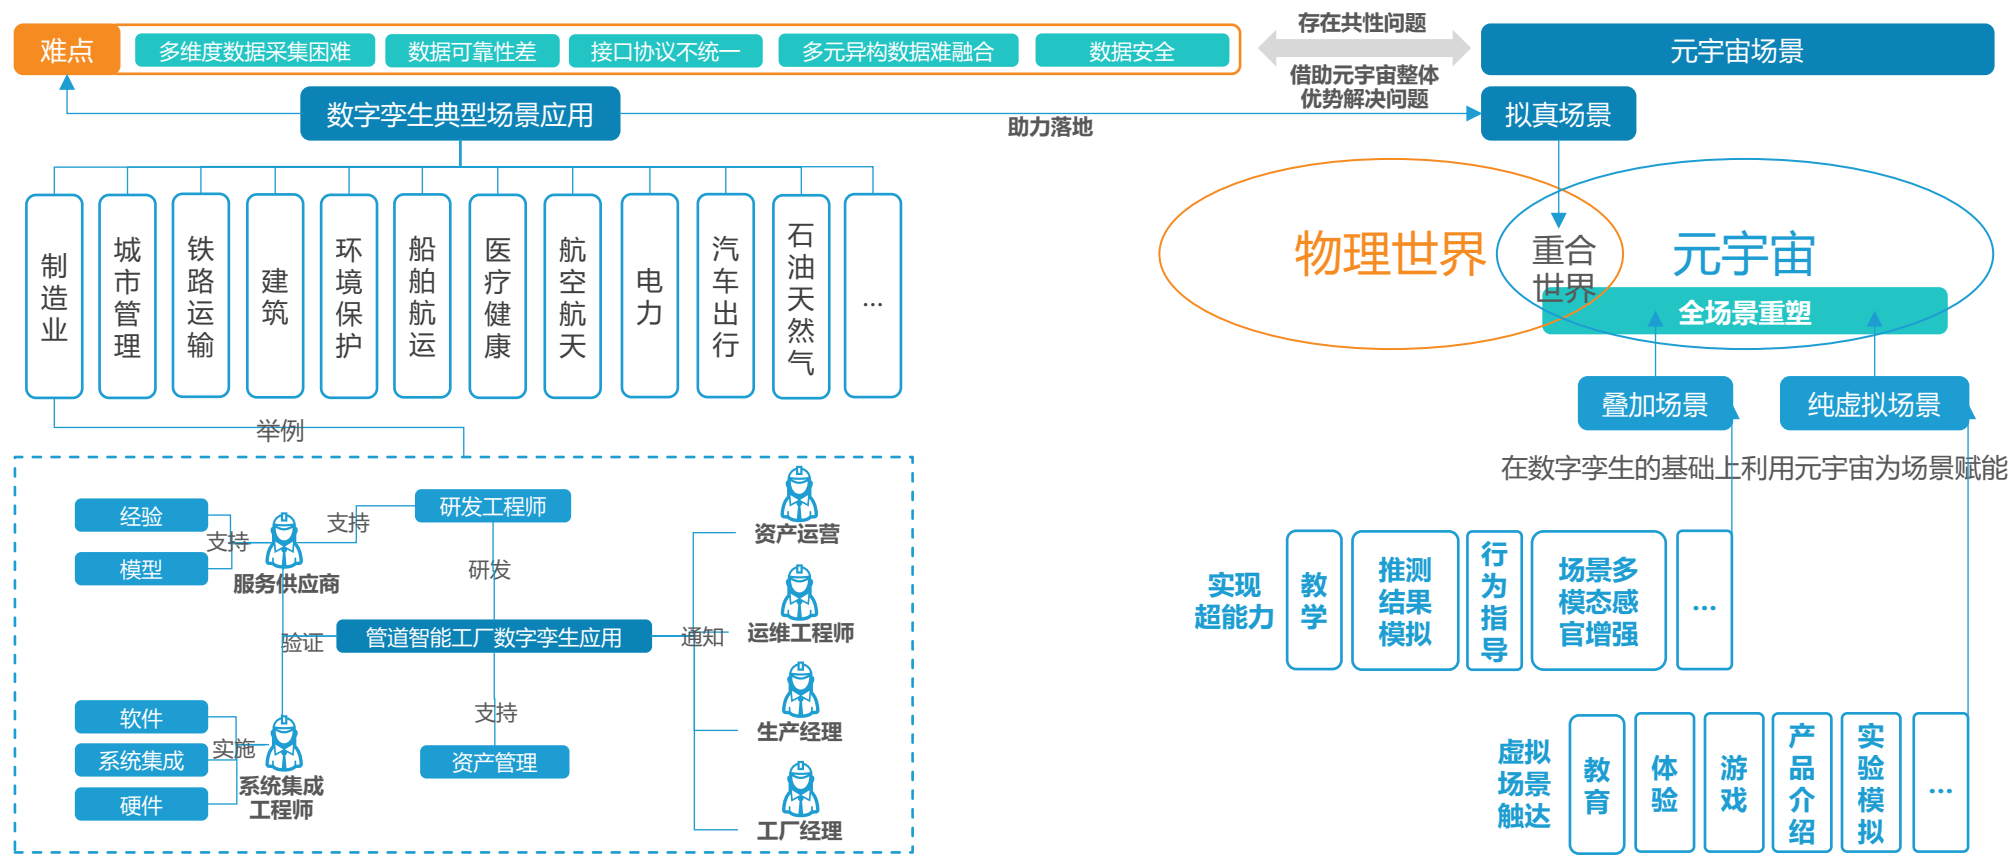 难点
多维度数据采集困难
数据可靠性差
接口协议不统一
多元异构数据难融合
数据安全
存在共性问题
借助元宇宙整体
优势解决问题
元宇宙场景
数字孪生典型场景应用
助力落地
拟真场景
制造业
城市管理
铁路运输
建筑
环境保护
船舶航运
医疗健康
航空航天
电力
汽车出行
石油天然气
...
物理世界
重合
世界
元宇宙
全场景重塑
叠加场景
纯虚拟场景
在数字孪生的基础上利用元宇宙为场景赋能
举例
经验
模型
支持
服务供应商
支持
研发工程师
研发
验证
管道智能工厂数字孪生应用
通知
资产运营
运维工程师
生产经理
工厂经理
支持
资产管理
软件
系统集成
硬件
实施
系统集成
工程师
实现
超能力
教学
推测
结果
模拟
行为指导
场景多
模态感
官增强
...
虚拟
场景
触达
教育
体验
游戏
产品介绍
实验模拟
...